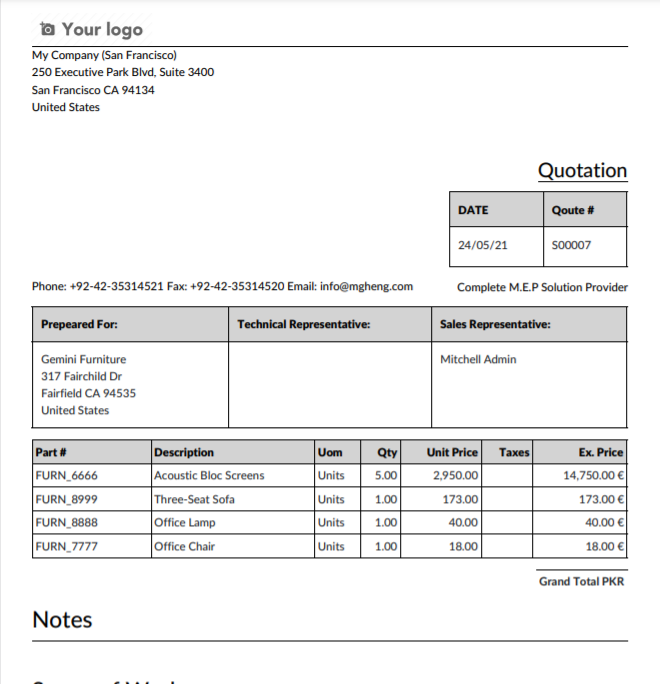 Your logo
My Company (San Francisco)
250 Executive Park Blvd, Suite 3400
San Francisco CA 94134
United States
Quotation
DATE Qoute #
24/05/21 S00007
Phone: +92-42-35314521 Fax: +92-42-35314520 Email: info@mgheng.com Complete M.E.P Solution Provider
Prepeared For: Technical Representative: Sales Representative:
Gemini Furniture Mitchell Admin
317 Fairchild Dr
Fairfield CA 94535
United States
Part # Description Uom Qty Unit Price Taxes Ex. Price
FURN_6666 Acoustic Bloc Screens Units 5.00 2,950.00 14,750.00 €
FURN_8999 Three-Seat Sofa Units 1.00 173.00 173.00 €
FURN_8888 Office Lamp Units 1.00 40.00 40.00 €
FURN_7777 Office Chair Units 1.00 18.00 18.00 €
Grand Total PKR
Notes